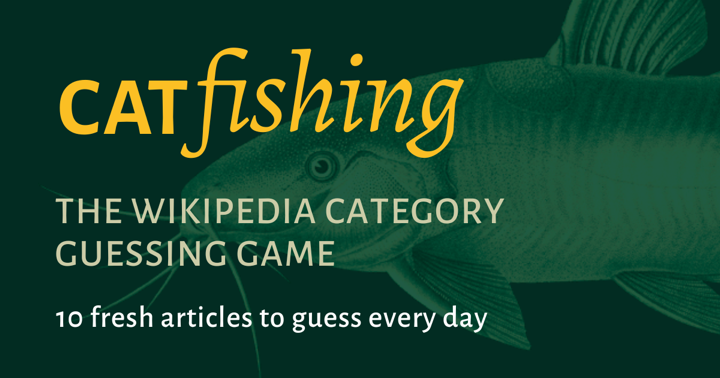 CATfishing
THE WIKIPEDIA CATEGORY
GUESSING GAME
10 fresh articles to guess every day